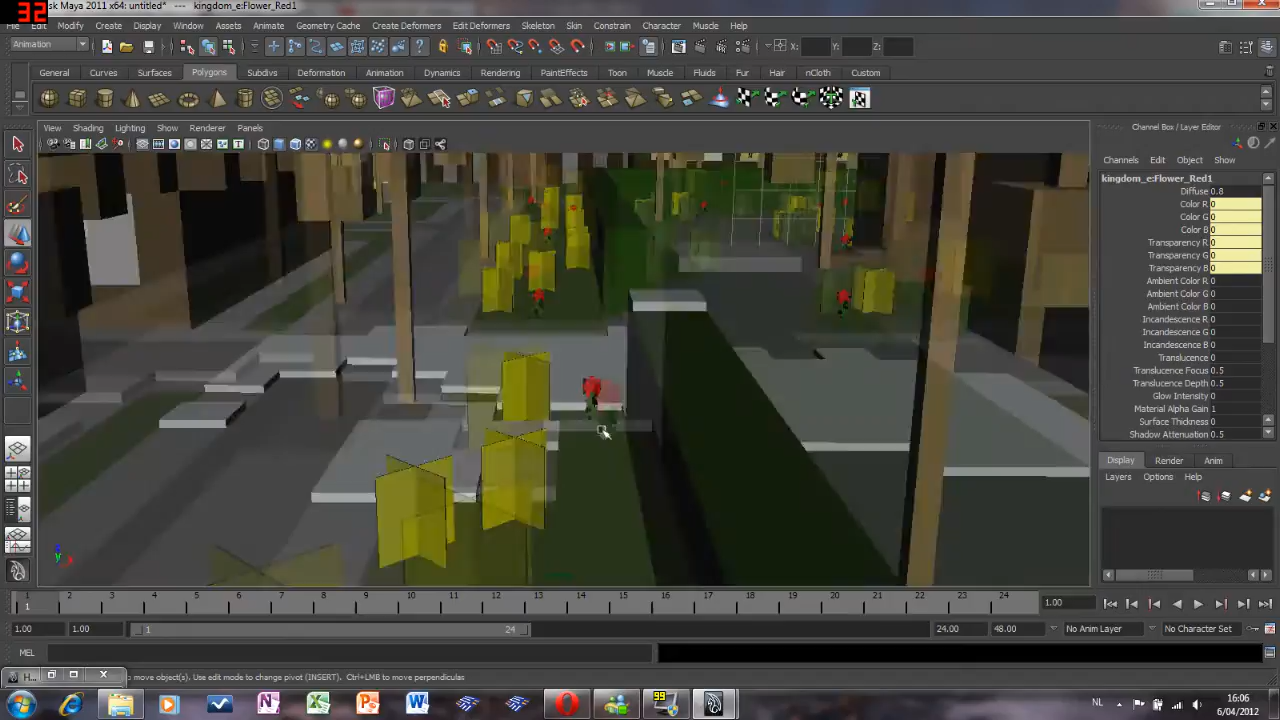 32
sk Maya 2011 x64: untitled* --- kingdom_e:Flower_Red1
File Edit Modify Create Display Window Assets Animate Geometry Cache Create Deformers Edit Deformers Skeleton Skin Constrain Character Muscle Help
Animation X: Y: Z:
General Curves Surfaces Polygons Subdivs Deformation Animation Dynamics Rendering PaintEffects Toon Muscle Fluids Fur Hair nCloth Custom
View Shading Lighting Show Renderer Panels
Channel Box / Layer Editor
Channels Edit Object Show
kingdom_e:Flower_Red1
Diffuse 0.8
Color R 0
Color G 0
Color B 0
Transparency R 0
Transparency G 0
Transparency B 0
Ambient Color R 0
Ambient Color G 0
Ambient Color B 0
Incandescence R 0
Incandescence G 0
Incandescence B 0
Translucence 0
Translucence Focus 0.5
Translucence Depth 0.5
Glow Intensity 0
Material Alpha Gain 1
Surface Thickness 0
Shadow Attenuation 0.5
Display Render Anim
Layers Options Help
1 2 3 4 5 6 7 8 9 10 11 12 13 14 15 16 17 18 19 20 21 22 23 24
1 1.00
1.00 1.00 1 24 24.00 48.00 No Anim Layer No Character Set
MEL
H... move objects(s). Use edit mode to change pivot (INSERT). Ctrl+LMB to move perpendiculars
99
NL 16:06
6/04/2012